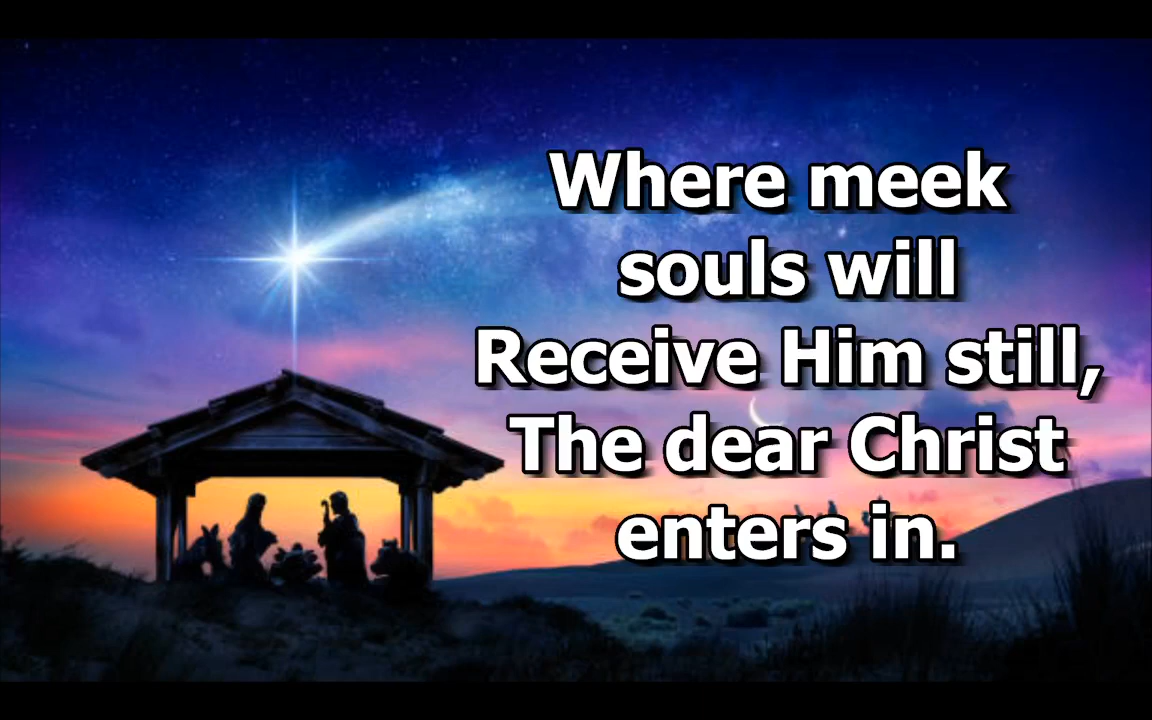 Where meek
souls will
Receive Him still,
The dear Christ
enters in.